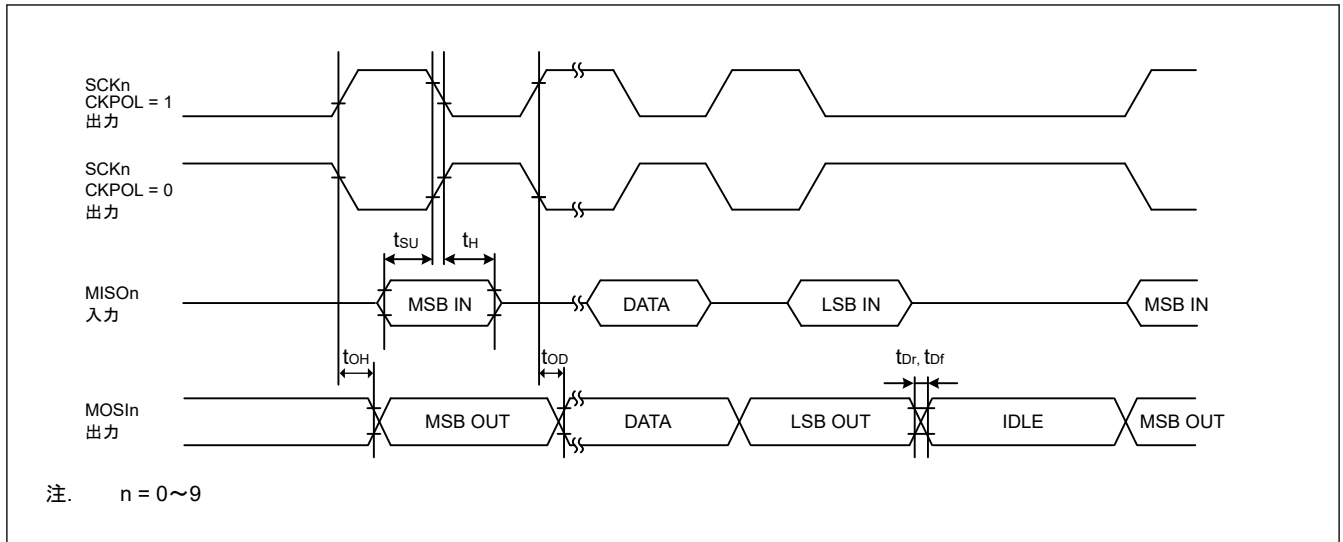 SCKn
CKPOL = 1
出力
SCKn
CKPOL = 0
出力
tSU
tH
MISOn
入力
MSB IN
DATA
LSB IN
MSB IN
tOH
tOD
tDr, tDf
MOSIn
出力
MSB OUT
DATA
LSB OUT
IDLE
MSB OUT
注. n = 0～9